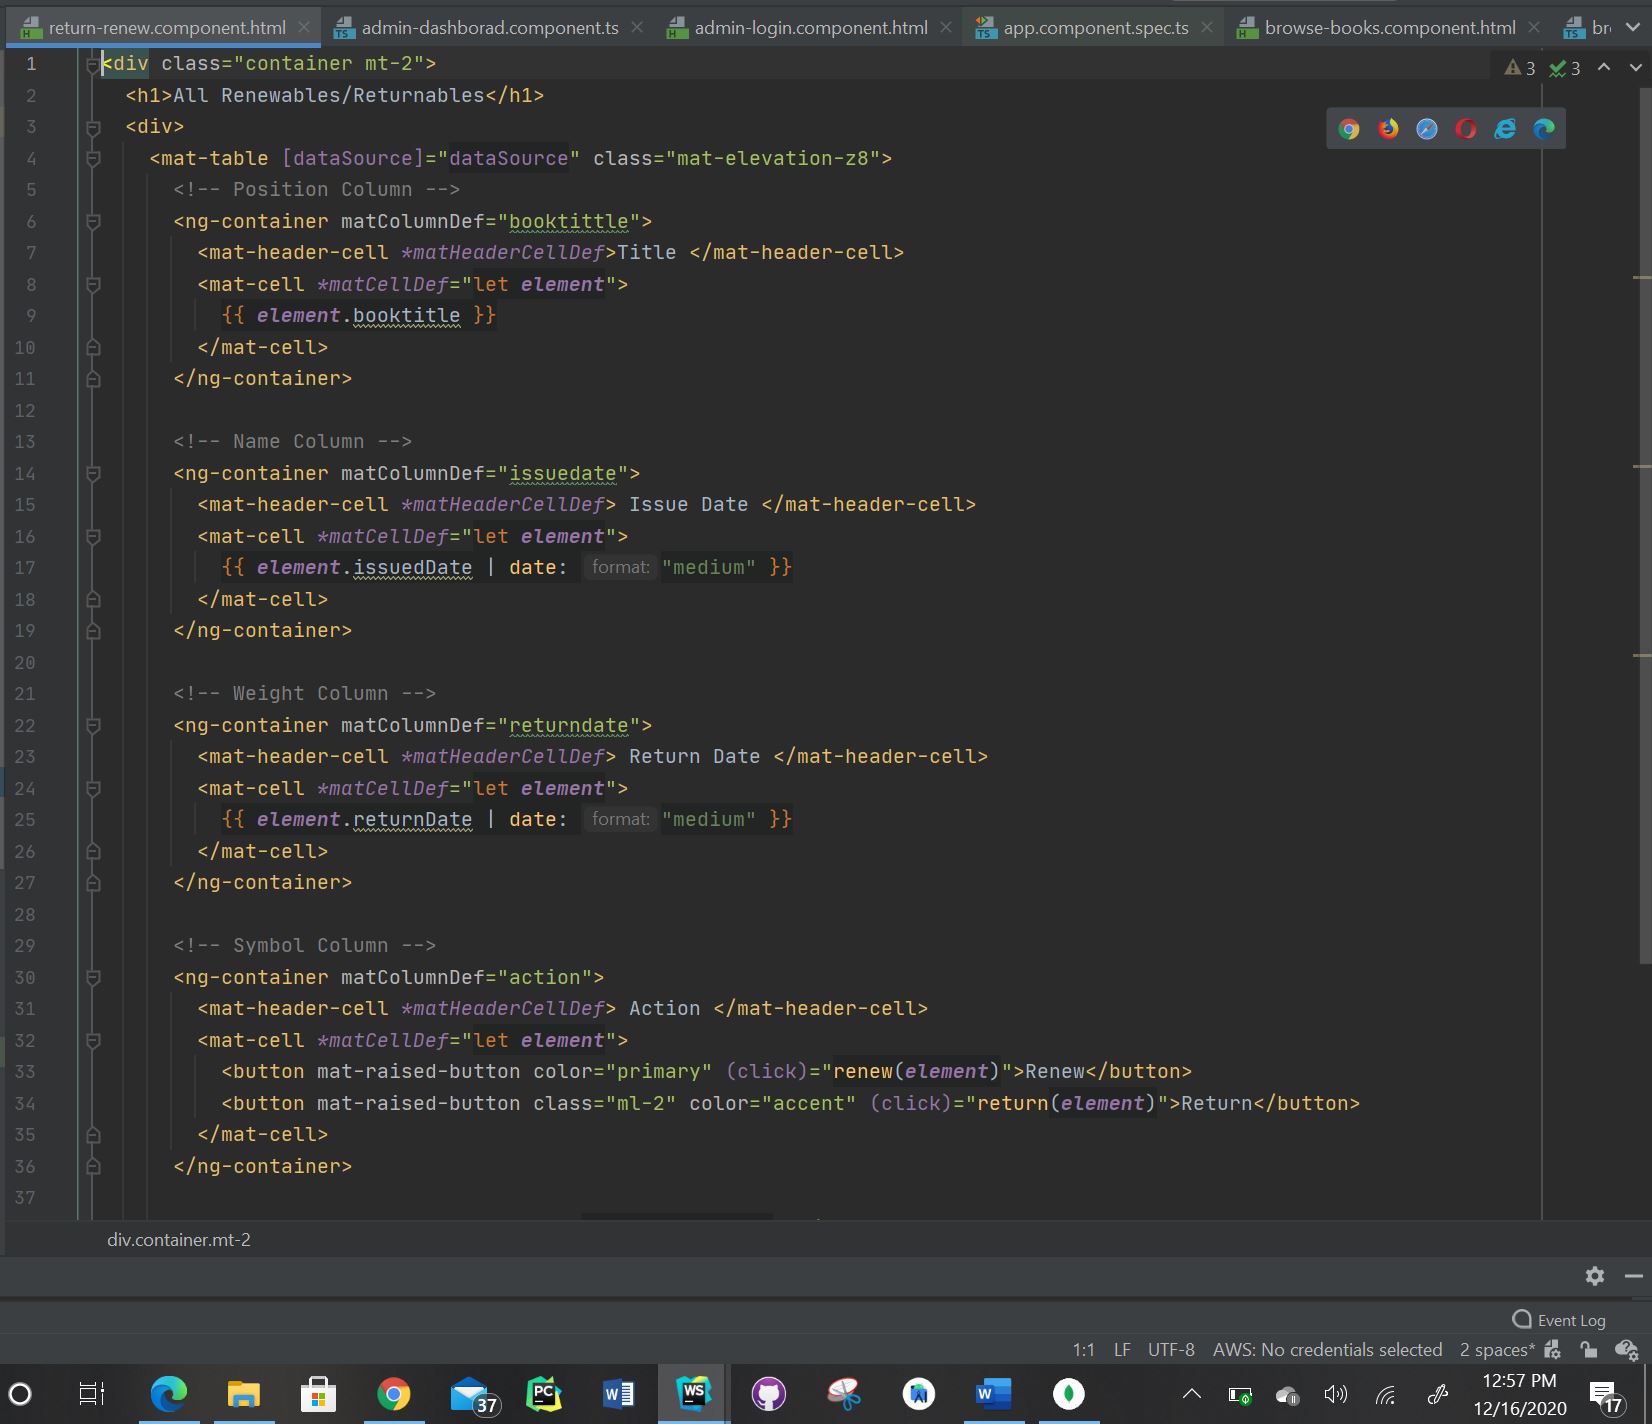 return-renew.component.html admin-dashborad.component.ts admin-login.component.html app.component.spec.ts browse-books.component.html br
1 <div class="container mt-2"> 3 3
2 <h1>All Renewables/Returnables</h1>
3 <div>
4 <mat-table [dataSource]="dataSource" class="mat-elevation-z8">
5 <!-- Position Column -->
6 <ng-container matColumnDef="booktittle">
7 <mat-header-cell *matHeaderCellDef>Title </mat-header-cell>
8 <mat-cell *matCellDef="let element">
9 {{ element.booktitle }}
10 </mat-cell>
11 </ng-container>
12
13 <!-- Name Column -->
14 <ng-container matColumnDef="issuedate">
15 <mat-header-cell *matHeaderCellDef> Issue Date </mat-header-cell>
16 <mat-cell *matCellDef="let element">
17 {{ element.issuedDate | date: format: "medium" }}
18 </mat-cell>
19 </ng-container>
20
21 <!-- Weight Column -->
22 <ng-container matColumnDef="returndate">
23 <mat-header-cell *matHeaderCellDef> Return Date </mat-header-cell>
24 <mat-cell *matCellDef="let element">
25 {{ element.returnDate | date: format: "medium" }}
26 </mat-cell>
27 </ng-container>
28
29 <!-- Symbol Column -->
30 <ng-container matColumnDef="action">
31 <mat-header-cell *matHeaderCellDef> Action </mat-header-cell>
32 <mat-cell *matCellDef="let element">
33 <button mat-raised-button color="primary" (click)="renew(element)">Renew</button>
34 <button mat-raised-button class="ml-2" color="accent" (click)="return(element)">Return</button>
35 </mat-cell>
36 </ng-container>
37
div.container.mt-2
Event Log
1:1 LF UTF-8 AWS: No credentials selected 2 spaces*
37 PC W WS W 12:57 PM
12/16/2020 17